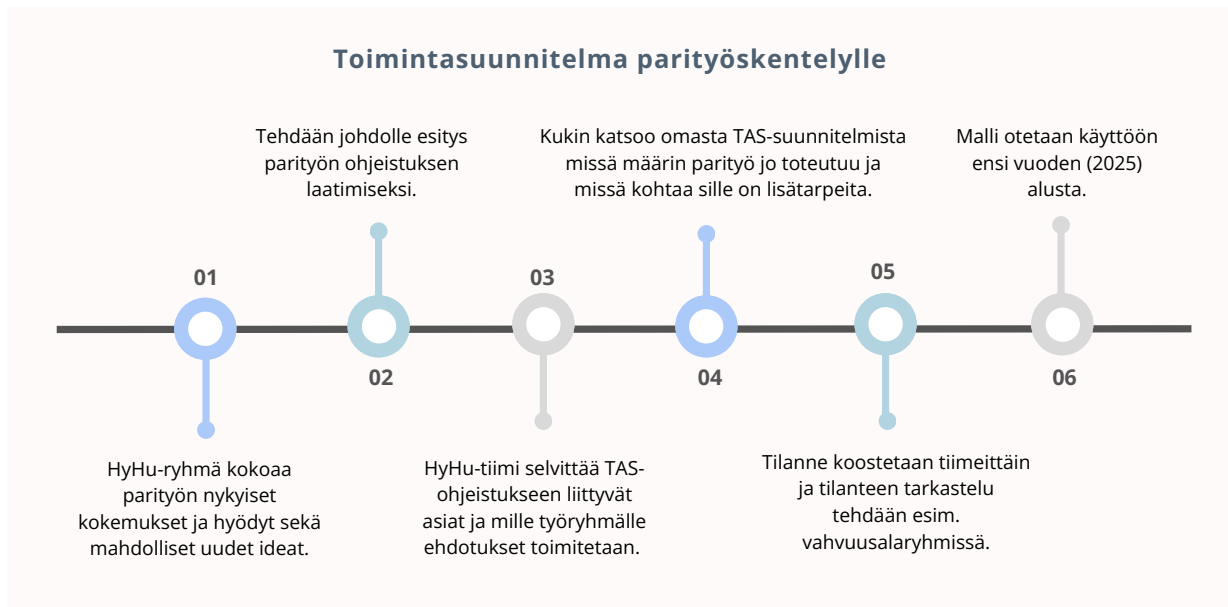 Toimintasuunnitelma parityöskentelylle
01
HyHu-ryhmä kokoaa
parityön nykyiset
kokemukset ja hyödyt sekä
mahdolliset uudet ideat.
Tehdään johdolle esitys
parityön ohjeistuksen
laatimiseksi.
02
03
HyHu-tiimi selvittää TAS-
ohjeistukseen liittyvät
asiat ja mille työryhmälle
ehdotukset toimitetaan.
Kukin katsoo omasta TAS-suunnitelmista
missä määrin parityö jo toteutuu ja
missä kohtaa sille on lisätarpeita.
04
05
Tilanne koostetaan tiimeittäin
ja tilanteen tarkastelu
tehdään esim.
vahvuusalaryhmissä.
Malli otetaan käyttöön
ensi vuoden (2025)
alusta.
06